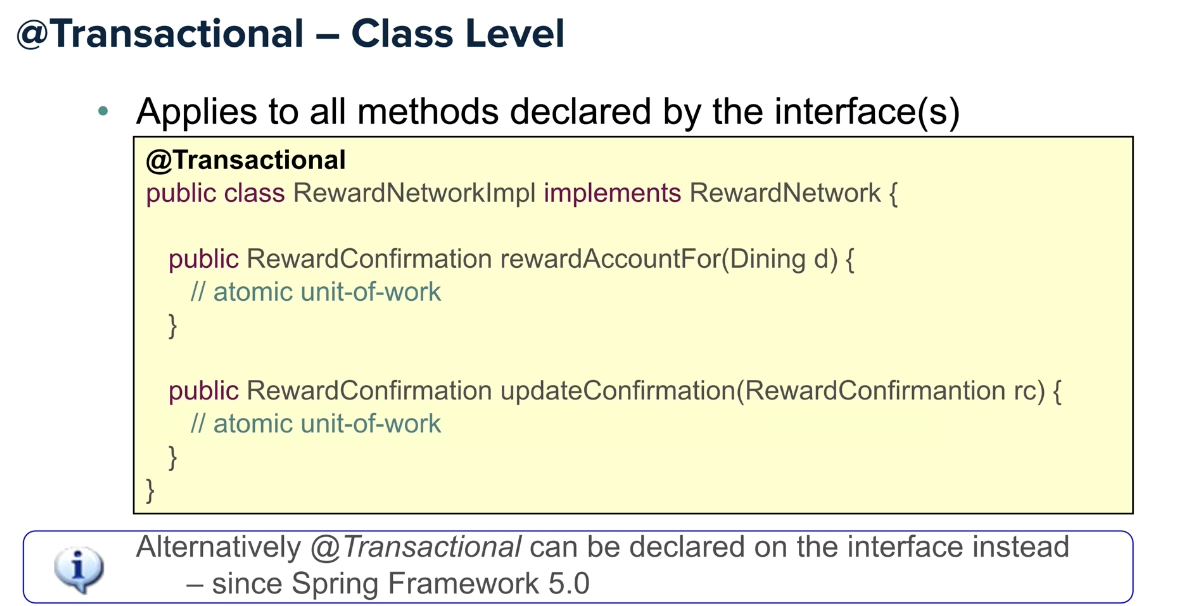 @Transactional – Class Level
• Applies to all methods declared by the interface(s)
@Transactional
public class RewardNetworkImpl implements RewardNetwork {
public RewardConfirmation rewardAccountFor(Dining d) {
// atomic unit-of-work
}
public RewardConfirmation updateConfirmation(RewardConfirmantion rc) {
// atomic unit-of-work
}
}
Alternatively @Transactional can be declared on the interface instead
– since Spring Framework 5.0